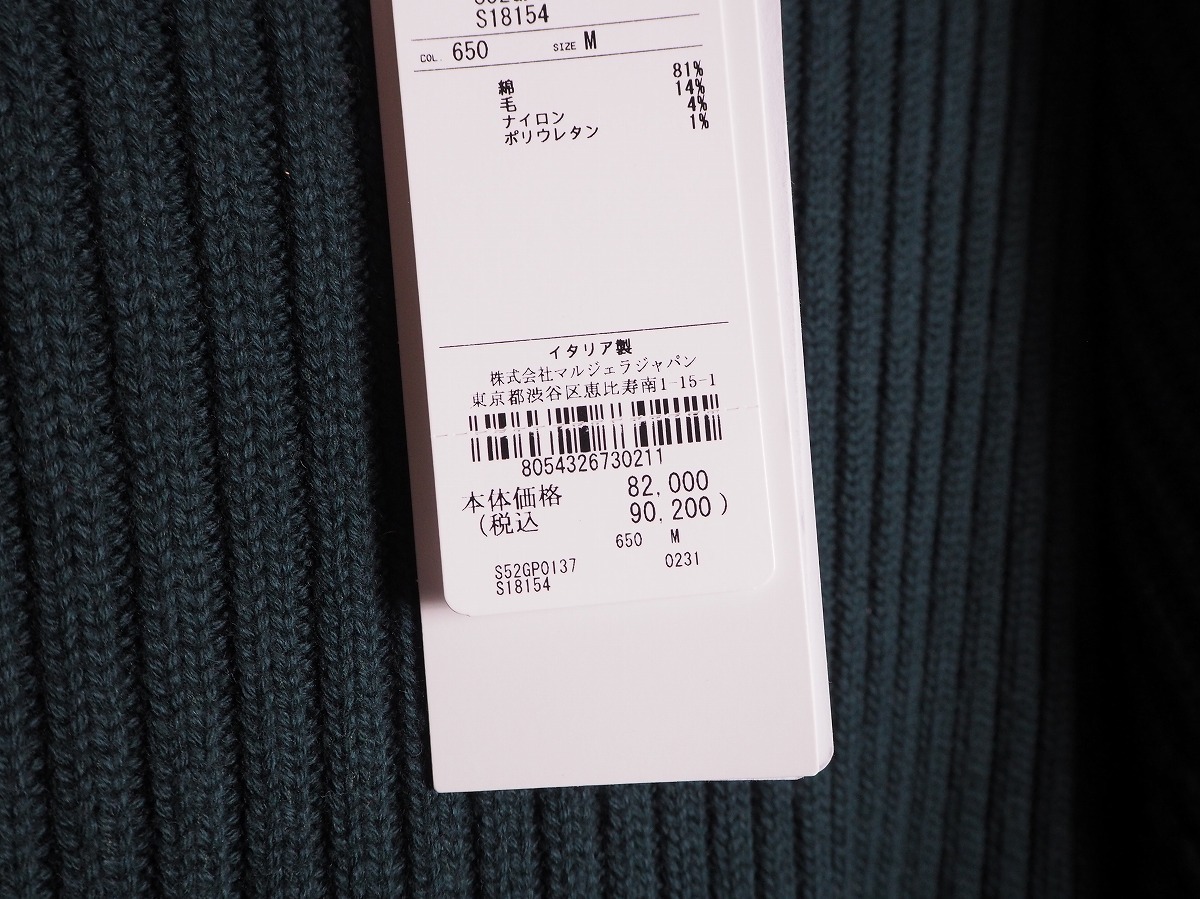 S18154
COL. 650 SIZE M
綿 81%
毛 14%
ナイロン 4%
ポリウレタン 1%
イタリア製
株式会社マルジェラジャパン
東京都渋谷区恵比寿南1-15-1
8054326730211
本体価格 82,000
(税込 90,200)
650 M
S52GP0137 0231
S18154